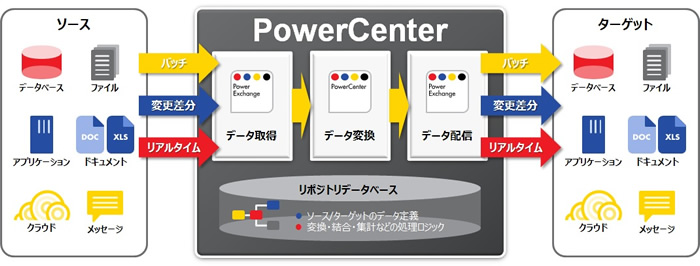 ソース
データベース
ファイル
アプリケーション
DOC
XLS
ドキュメント
クラウド
メッセージ
バッチ
変更差分
リアルタイム
PowerCenter
Power
Exchange
データ取得
PowerCenter
データ変換
Power
Exchange
データ配信
リポジトリデータベース
ソース/ターゲットのデータ定義
変換・結合・集計などの処理ロジック
バッチ
変更差分
リアルタイム
ターゲット
データベース
ファイル
アプリケーション
DOC
XLS
ドキュメント
クラウド
メッセージ